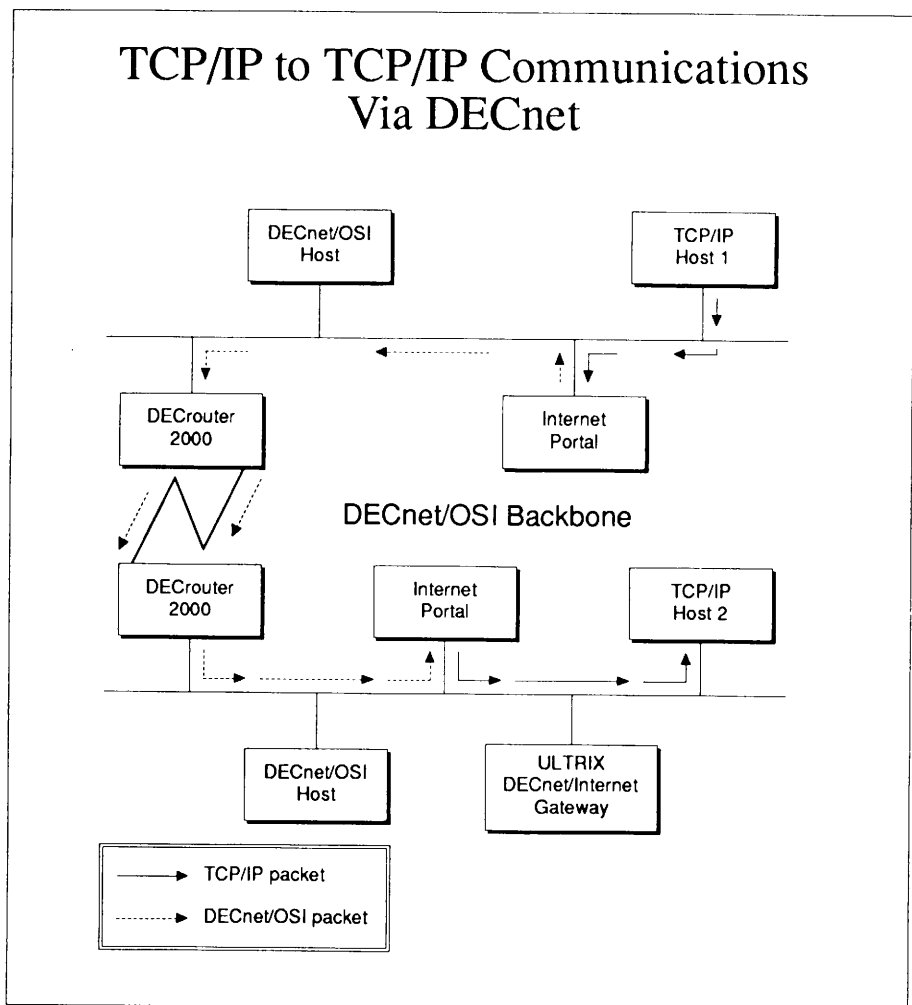 TCP/IP to TCP/IP Communications
Via DECnet
DECnet/OSI
Host
TCP/IP
Host 1
DECrouter
2000
Internet
Portal
DECnet/OSI Backbone
DECrouter
2000
Internet
Portal
TCP/IP
Host 2
DECnet/OSI
Host
ULTRIX
DECnet/Internet
Gateway
TCP/IP packet
DECnet/OSI packet